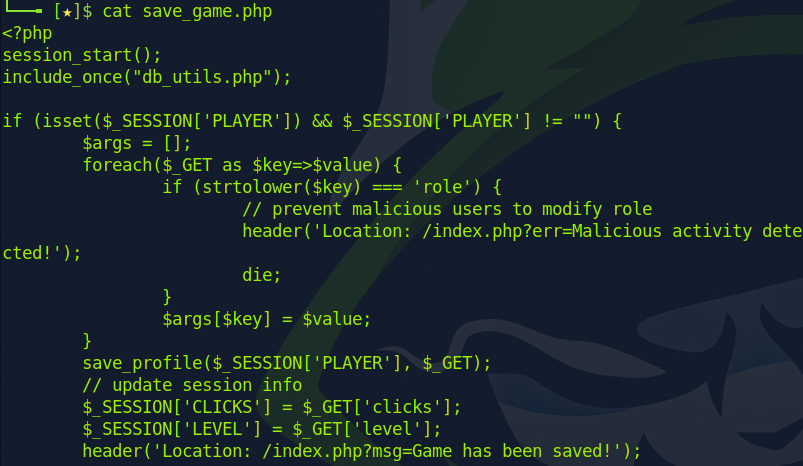 └──╼ [★]$ cat save_game.php
<?php
session_start();
include_once("db_utils.php");

if (isset($_SESSION['PLAYER']) && $_SESSION['PLAYER'] != "") {
        $args = [];
        foreach($_GET as $key=>$value) {
                if (strtolower($key) === 'role') {
                        // prevent malicious users to modify role
                        header('Location: /index.php?err=Malicious activity dete
cted!');
                        die;
                }
                $args[$key] = $value;
        }
        save_profile($_SESSION['PLAYER'], $_GET);
        // update session info
        $_SESSION['CLICKS'] = $_GET['clicks'];
        $_SESSION['LEVEL'] = $_GET['level'];
        header('Location: /index.php?msg=Game has been saved!');